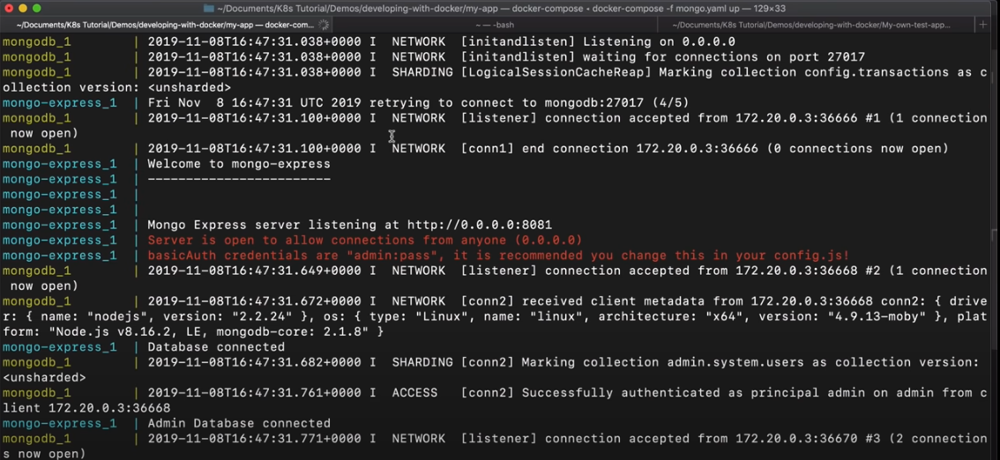 ~/Documents/K8s Tutorial/Demos/developing-with-docker/my-app — docker-compose • docker-compose -f mongo.yaml up — 129×33
~/Documents/K8s Tutorial/Demos/developing-with-docker/my-app — docker-com...
~ — -bash
~/Documents/K8s Tutorial/Demos/developing-with-docker/My-own-test-app...
+
mongodb_1 | 2019-11-08T16:47:31.038+0000 I NETWORK [initandlisten] Listening on 0.0.0.0
mongodb_1 | 2019-11-08T16:47:31.038+0000 I NETWORK [initandlisten] waiting for connections on port 27017
mongodb_1 | 2019-11-08T16:47:31.038+0000 I SHARDING [LogicalSessionCacheReap] Marking collection config.transactions as c
ollection version: <unsharded>
mongo-express_1 | Fri Nov 8 16:47:31 UTC 2019 retrying to connect to mongodb:27017 (4/5)
mongodb_1 | 2019-11-08T16:47:31.100+0000 I NETWORK [listener] connection accepted from 172.20.0.3:36666 #1 (1 connection
now open)
mongodb_1 | 2019-11-08T16:47:31.100+0000 I NETWORK [conn1] end connection 172.20.0.3:36666 (0 connections now open)
mongo-express_1 | Welcome to mongo-express
mongo-express_1 | ------------------------
mongo-express_1 |
mongo-express_1 |
mongo-express_1 | Mongo Express server listening at http://0.0.0.0:8081
mongo-express_1 | Server is open to allow connections from anyone (0.0.0.0)
mongo-express_1 | basicAuth credentials are "admin:pass", it is recommended you change this in your config.js!
mongodb_1 | 2019-11-08T16:47:31.649+0000 I NETWORK [listener] connection accepted from 172.20.0.3:36668 #2 (1 connection
now open)
mongodb_1 | 2019-11-08T16:47:31.672+0000 I NETWORK [conn2] received client metadata from 172.20.0.3:36668 conn2: { drive
r: { name: "nodejs", version: "2.2.24" }, os: { type: "Linux", name: "linux", architecture: "x64", version: "4.9.13-moby" }, plat
form: "Node.js v8.16.2, LE, mongodb-core: 2.1.8" }
mongo-express_1 | Database connected
mongodb_1 | 2019-11-08T16:47:31.682+0000 I SHARDING [conn2] Marking collection admin.system.users as collection version:
<unsharded>
mongodb_1 | 2019-11-08T16:47:31.761+0000 I ACCESS [conn2] Successfully authenticated as principal admin on admin from c
lient 172.20.0.3:36668
mongo-express_1 | Admin Database connected
mongodb_1 | 2019-11-08T16:47:31.771+0000 I NETWORK [listener] connection accepted from 172.20.0.3:36670 #3 (2 connection
s now open)